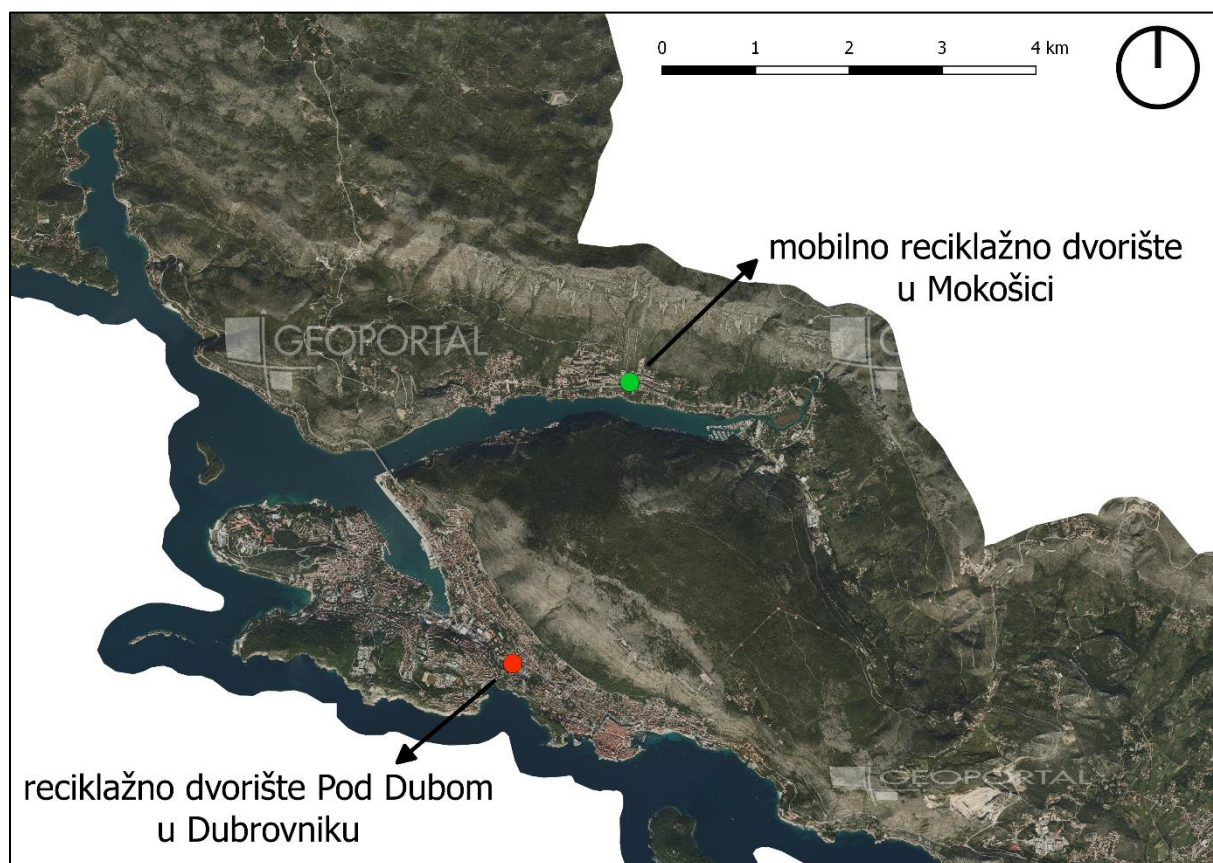 0 1 2 3 4 km
mobilno reciklažno dvorište
u Mokošici
GEOPORTAL
GEOPORTAL
reciklažno dvorište Pod Dubom
u Dubrovniku